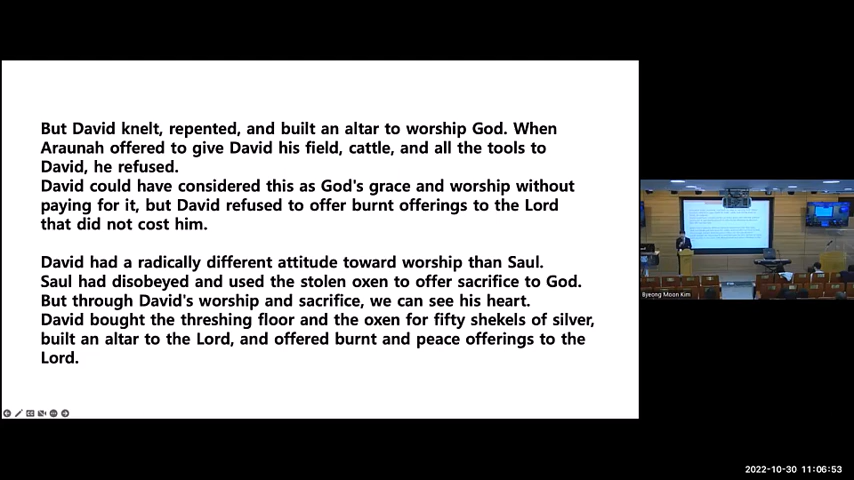 But David knelt, repented, and built an altar to worship God. When
Araunah offered to give David his field, cattle, and all the tools to
David, he refused.
David could have considered this as God's grace and worship without
paying for it, but David refused to offer burnt offerings to the Lord
that did not cost him.
David had a radically different attitude toward worship than Saul.
Saul had disobeyed and used the stolen oxen to offer sacrifice to God.
But through David's worship and sacrifice, we can see his heart.
David bought the threshing floor and the oxen for fifty shekels of silver,
built an altar to the Lord, and offered burnt and peace offerings to the
Lord.
Byeong Moon Kim
2022-10-30 11:06:53